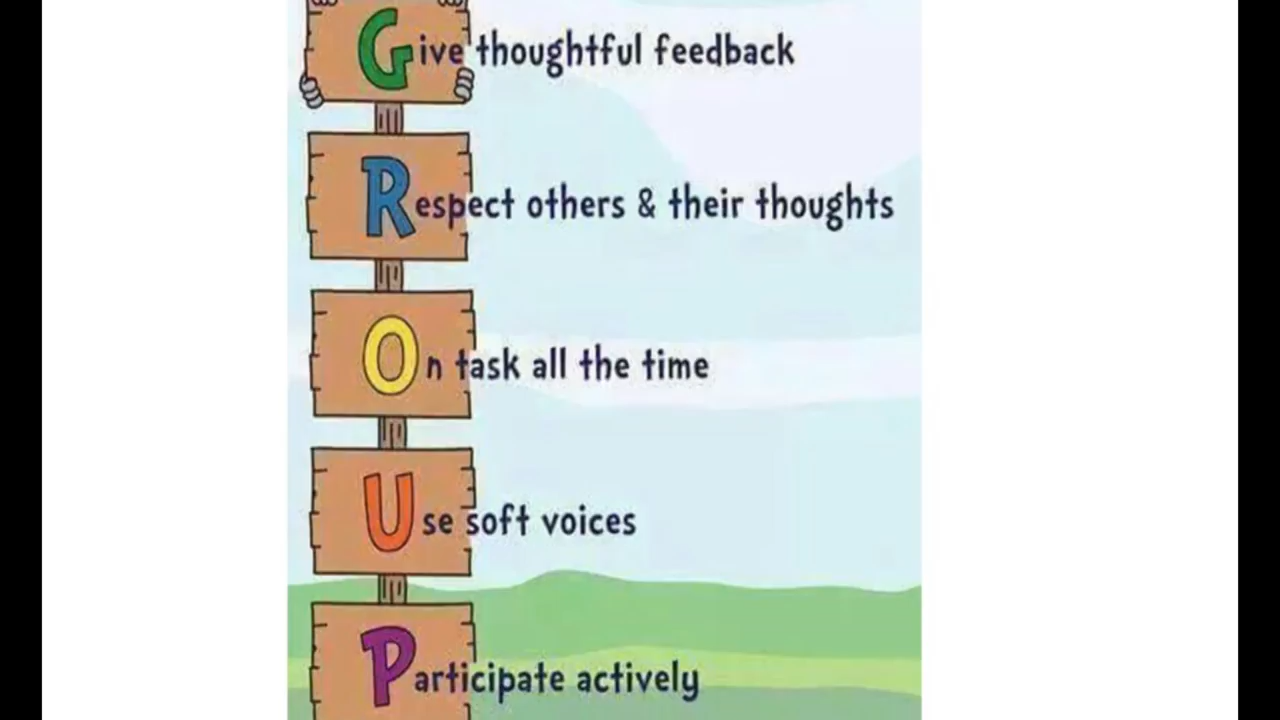 Give thoughtful feedback
Respect others & their thoughts
On task all the time
Use soft voices
Participate actively